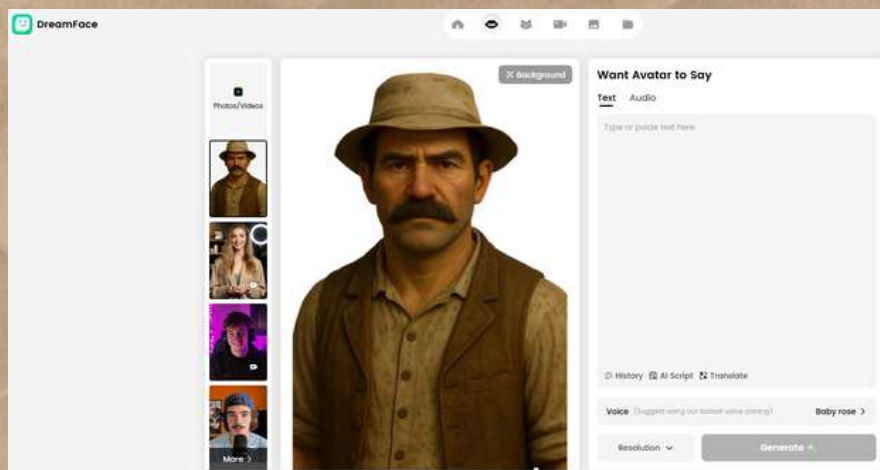 DreamFace
Photos/Videos
More >
Background
Want Avatar to Say
Text Audio
Type or paste text here
History AI Script Translate
Voice (Suggest using our lastest voice cloning) Baby rose >
Resolution
Generate